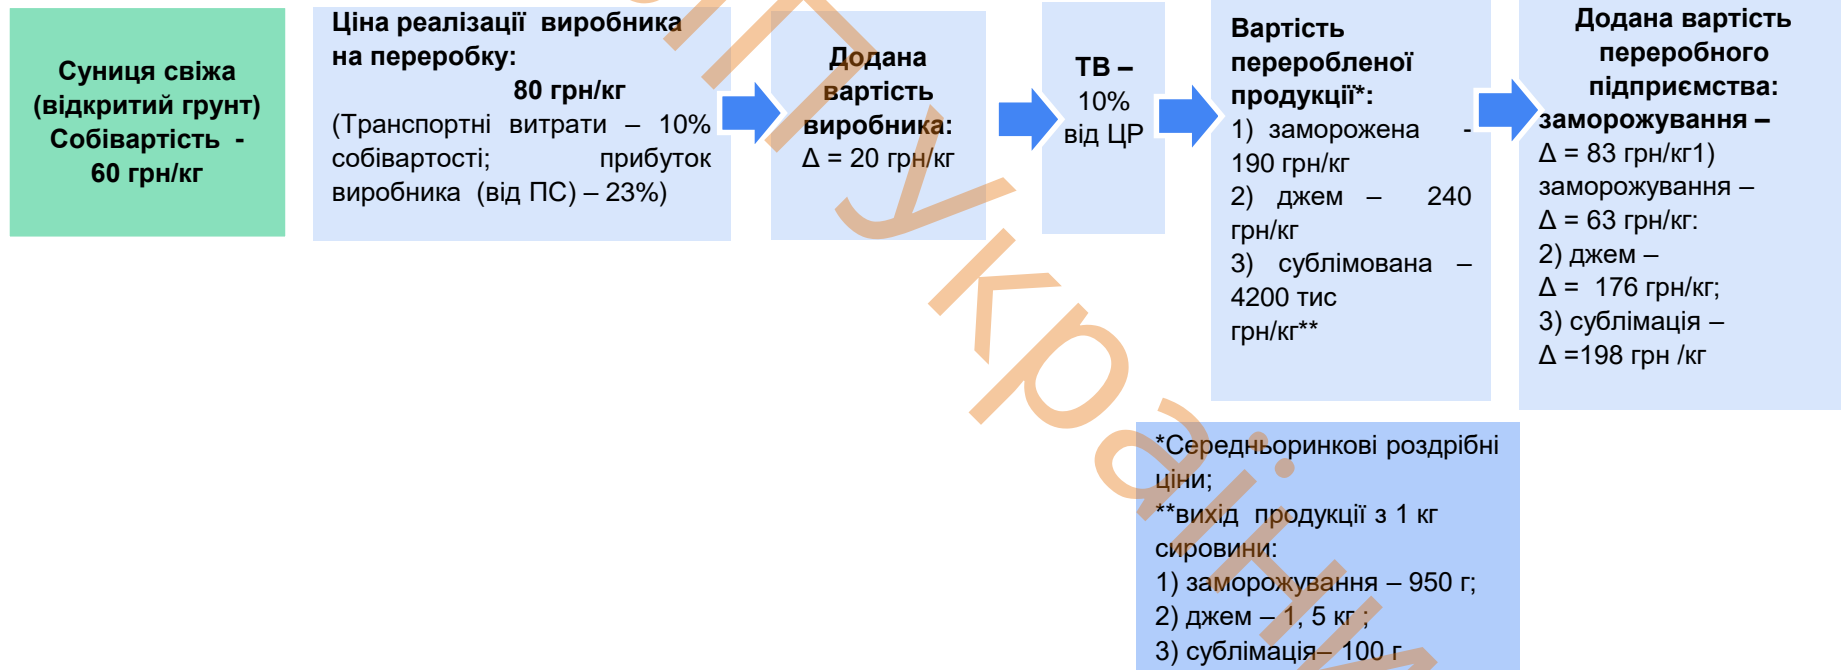 Суниця свіжа
(відкритий грунт)
Собівартість -
60 грн/кг
Ціна реалізації виробника
на переробку:
80 грн/кг
(Транспортні витрати – 10%
собівартості; прибуток
виробника (від ПС) – 23%)
Додана
вартість
виробника:
Δ = 20 грн/кг
ТВ –
10%
від ЦР
Вартість
переробленої
продукції*:
1) заморожена -
190 грн/кг
2) джем – 240
грн/кг
3) сублімована –
4200 тис
грн/кг**
Додана вартість
переробного
підприємства:
заморожування –
Δ = 83 грн/кг1)
заморожування –
Δ = 63 грн/кг:
2) джем –
Δ = 176 грн/кг;
3) сублімація –
Δ =198 грн /кг
*Середньоринкові роздрібні
ціни;
**вихід продукції з 1 кг
сировини:
1) заморожування – 950 г;
2) джем – 1, 5 кг ;
3) сублімація– 100 г
України